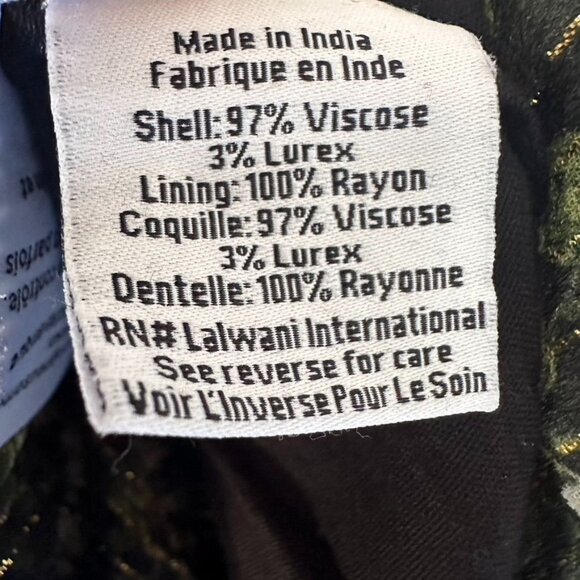 Made in India
Fabrique en Inde
Shell: 97% Viscose
3% Lurex
Lining: 100% Rayon
Coquille: 97% Viscose
3% Lurex
Dentelle: 100% Rayonne
RN# Lalwani International
See reverse for care
Voir L'Inverse Pour Le Soin